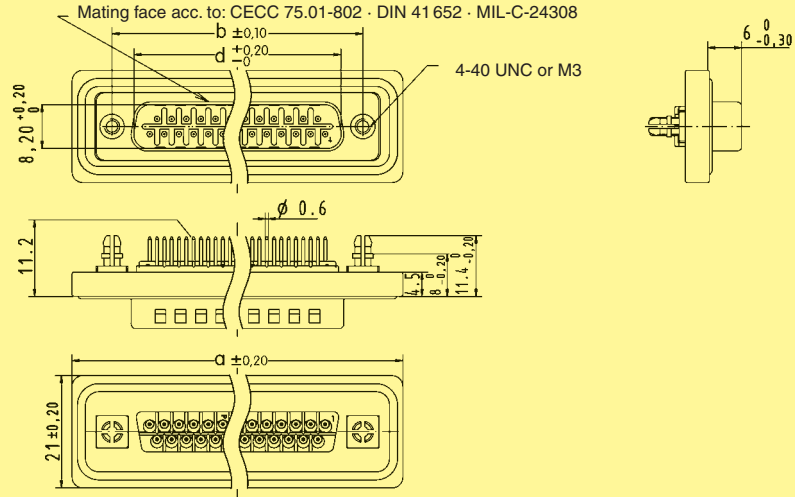 Mating face acc. to: CECC 75.01-802 · DIN 41 652 · MIL-C-24308
b ±0,10
d +0,20 -0
6 0 -0,30
4-40 UNC or M3
8,20 +0,20 0
ø 0.6
11.2
4.5
8 0 -0,20
11.4 0 -0,20
a ±0,20
21±0,20